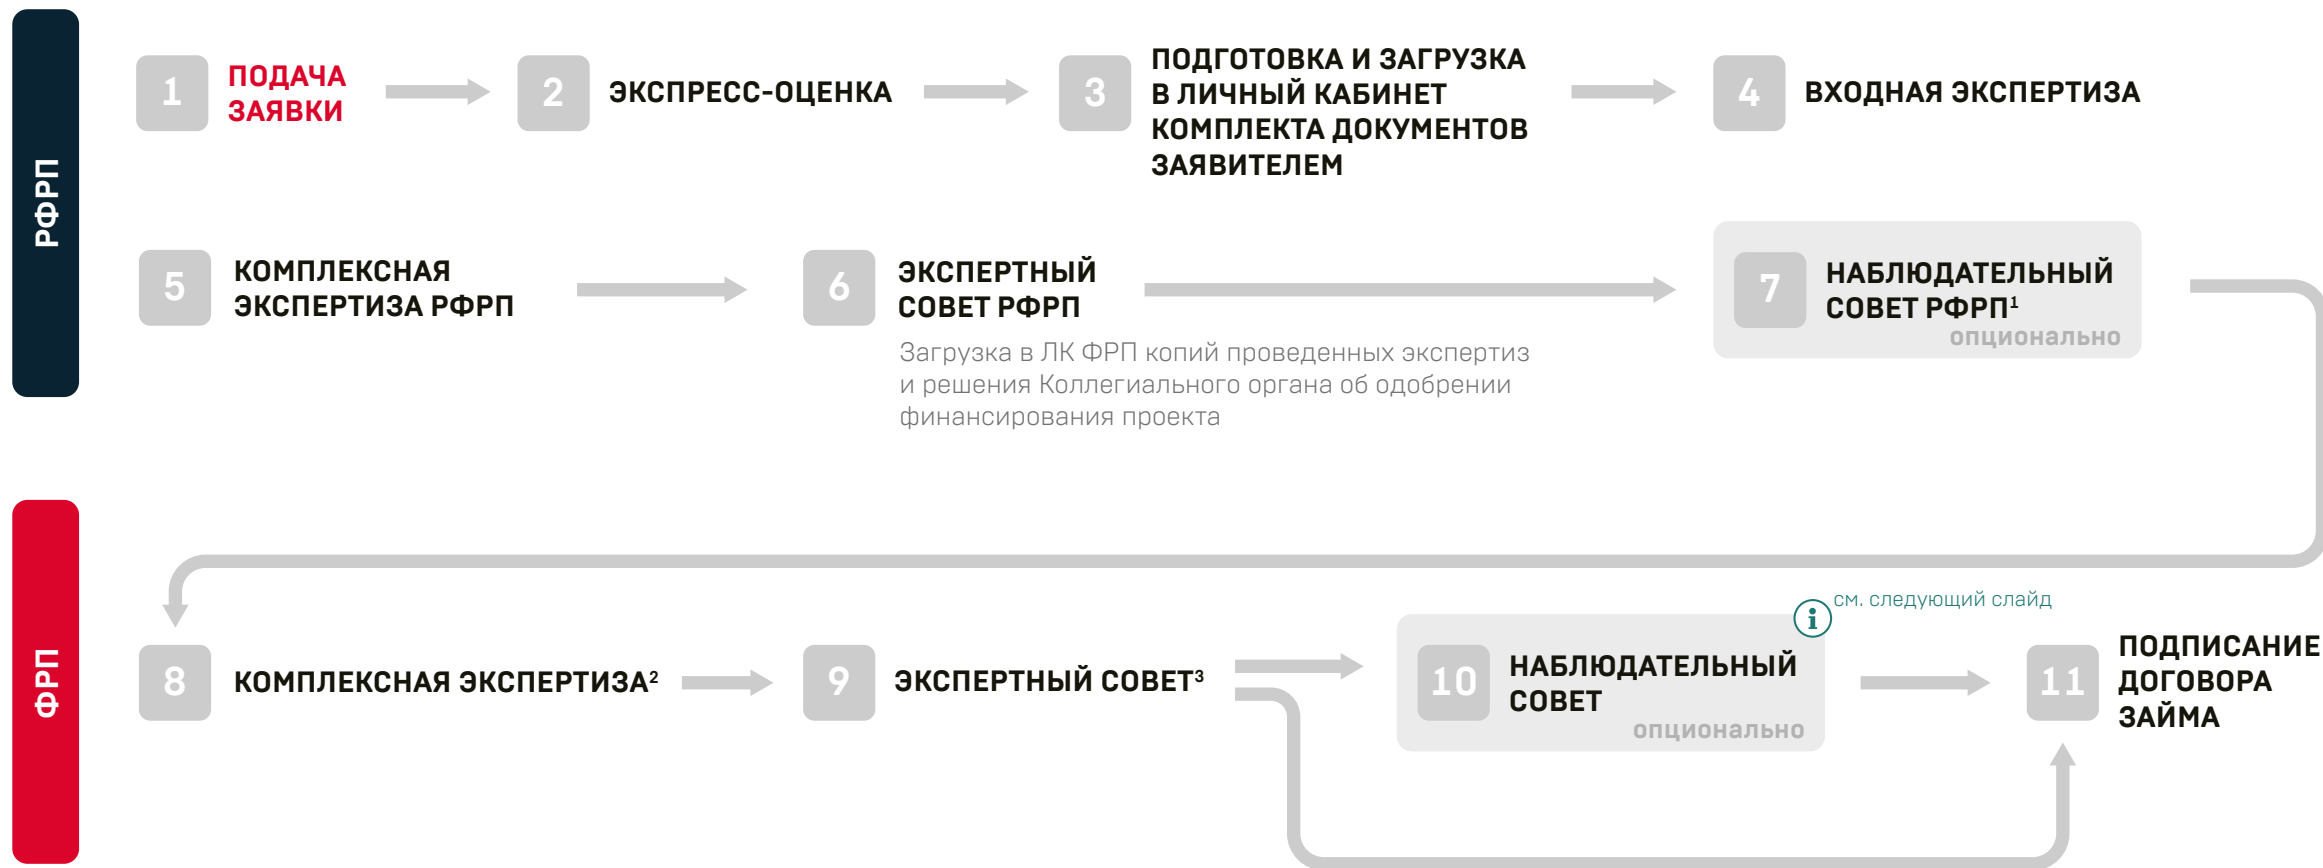 РФРП
1
ПОДАЧА
ЗАЯВКИ
2
ЭКСПРЕСС-ОЦЕНКА
3
ПОДГОТОВКА И ЗАГРУЗКА
В ЛИЧНЫЙ КАБИНЕТ
КОМПЛЕКТА ДОКУМЕНТОВ
ЗАЯВИТЕЛЕМ
4
ВХОДНАЯ ЭКСПЕРТИЗА
5
КОМПЛЕКСНАЯ
ЭКСПЕРТИЗА РФРП
6
ЭКСПЕРТНЫЙ
СОВЕТ РФРП
Загрузка в ЛК ФРП копий проведенных экспертиз
и решения Коллегиального органа об одобрении
финансирования проекта
7
НАБЛЮДАТЕЛЬНЫЙ
СОВЕТ РФРП¹
опционально
ФРП
8
КОМПЛЕКСНАЯ ЭКСПЕРТИЗА²
9
ЭКСПЕРТНЫЙ СОВЕТ³
10
НАБЛЮДАТЕЛЬНЫЙ
СОВЕТ
опционально
i
см. следующий слайд
11
ПОДПИСАНИЕ
ДОГОВОРА
ЗАЙМА